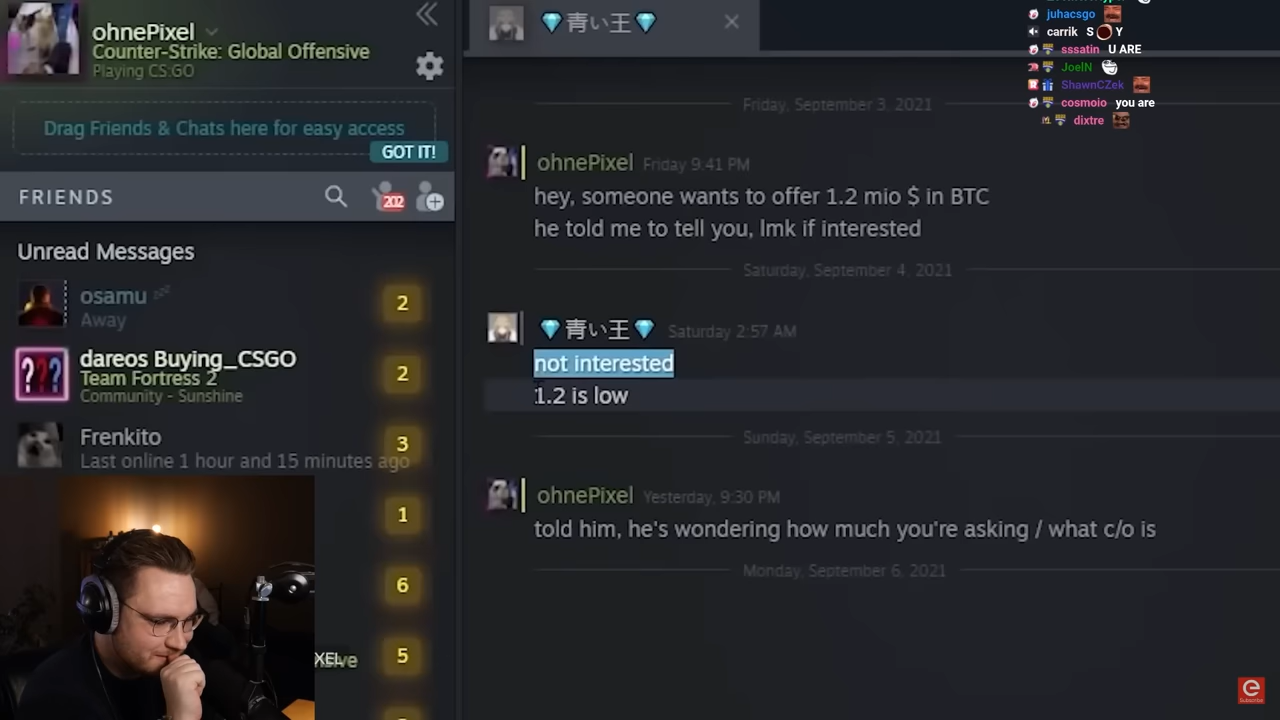 ohnePixel
Counter-Strike: Global Offensive
Playing CS:GO
Drag Friends & Chats here for easy access
GOT IT!
FRIENDS
202
Unread Messages
osamu zzz
Away
2
dareos Buying_CSGO
Team Fortress 2
Community - Sunshine
2
Frenkito
Last online 1 hour and 15 minutes ago
3
1
6
5
XEL
💎青い王💎
Friday, September 3, 2021
ohnePixel Friday 9:41 PM
hey, someone wants to offer 1.2 mio $ in BTC
he told me to tell you, lmk if interested
Saturday, September 4, 2021
💎青い王💎 Saturday 2:57 AM
not interested
1.2 is low
Sunday, September 5, 2021
ohnePixel Yesterday, 9:30 PM
told him, he's wondering how much you're asking / what c/o is
Monday, September 6, 2021
juhacsgo
carrik S Y
sssatin U ARE
JoelN
ShawnCZek
cosmoio you are
dixtre
Subscribe